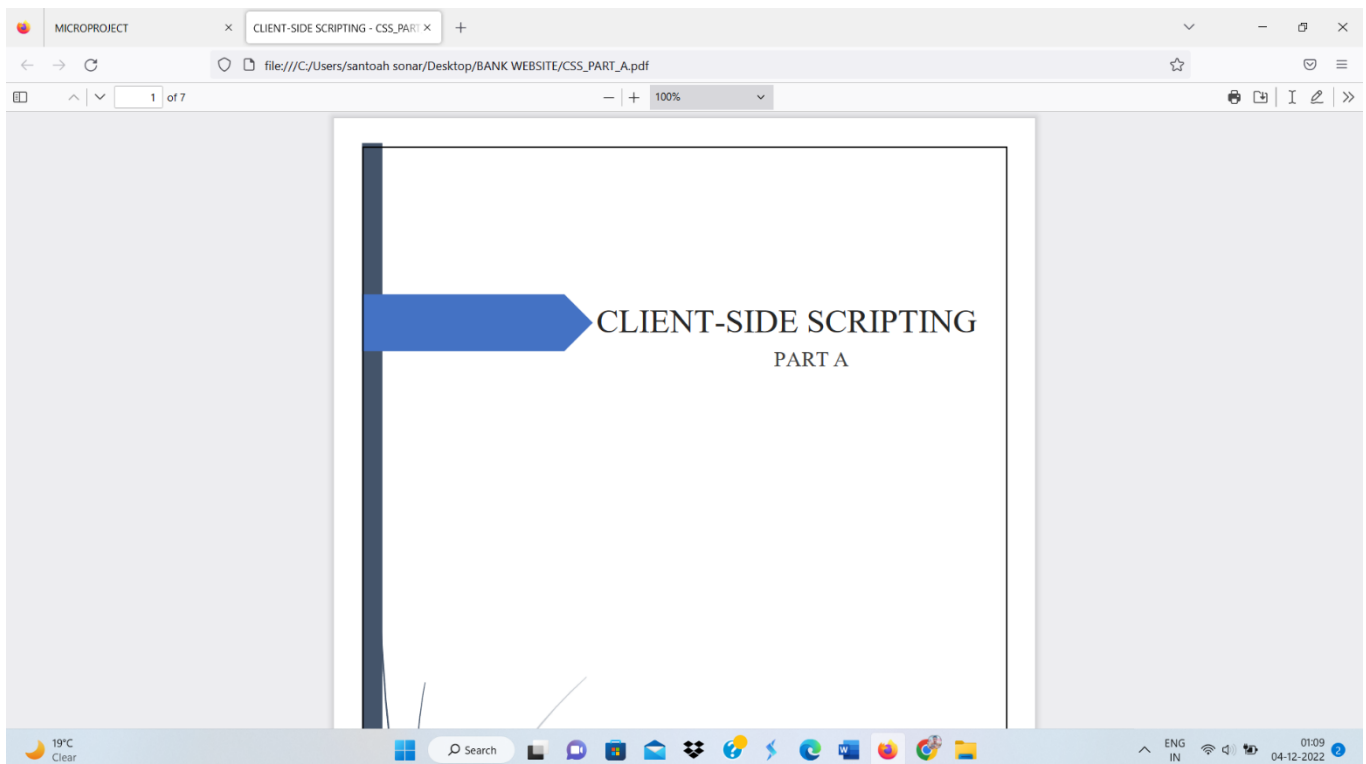 MICROPROJECT
CLIENT-SIDE SCRIPTING - CSS_PART
file:///C:/Users/santoah sonar/Desktop/BANK WEBSITE/CSS_PART_A.pdf
1 of 7
100%
CLIENT-SIDE SCRIPTING
PART A
19°C
Clear
Search
ENG
IN
01:09
04-12-2022
2